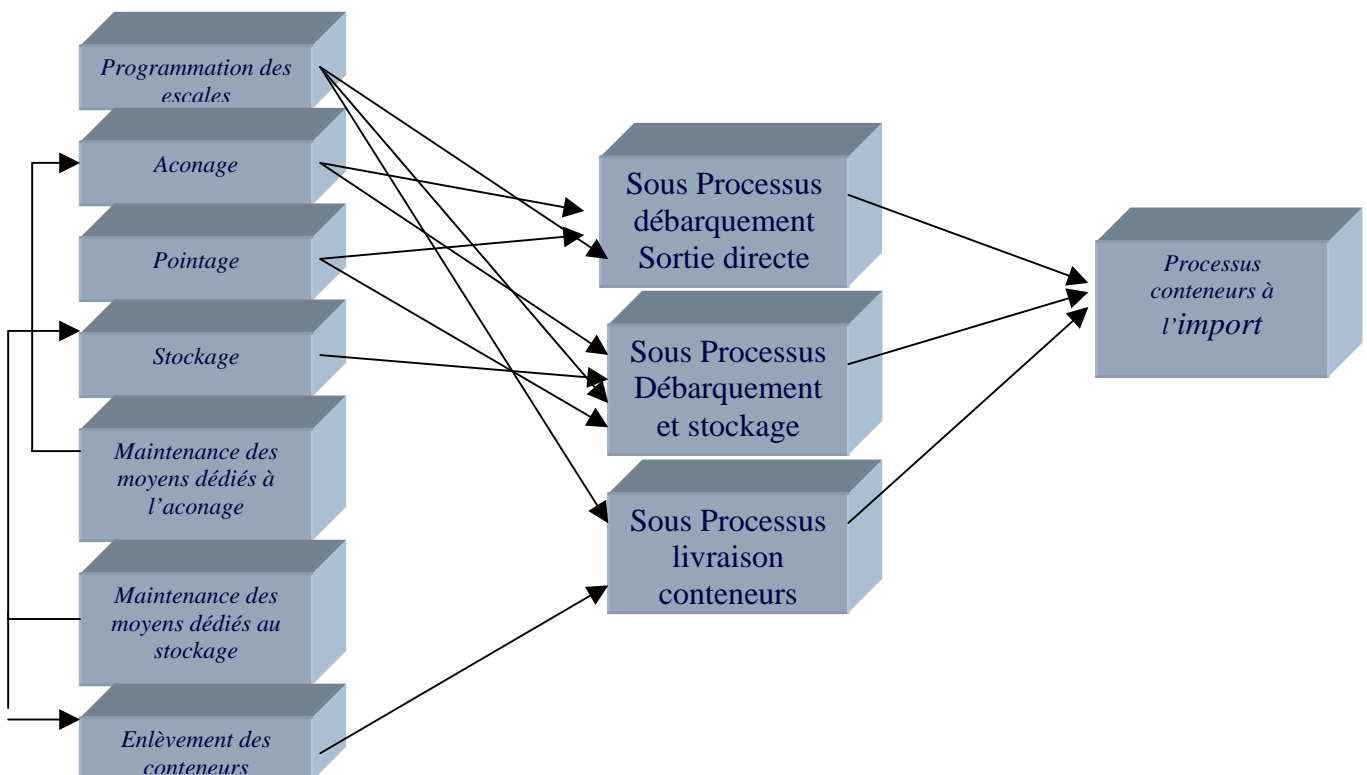 Programmation des
escales
Aconage
Pointage
Stockage
Maintenance des
moyens dédiés à
l’aconage
Maintenance des
moyens dédiés au
stockage
Enlèvement des
conteneurs
Sous Processus
débarquement
Sortie directe
Sous Processus
Débarquement
et stockage
Sous Processus
livraison
conteneurs
Processus
conteneurs à
l’import